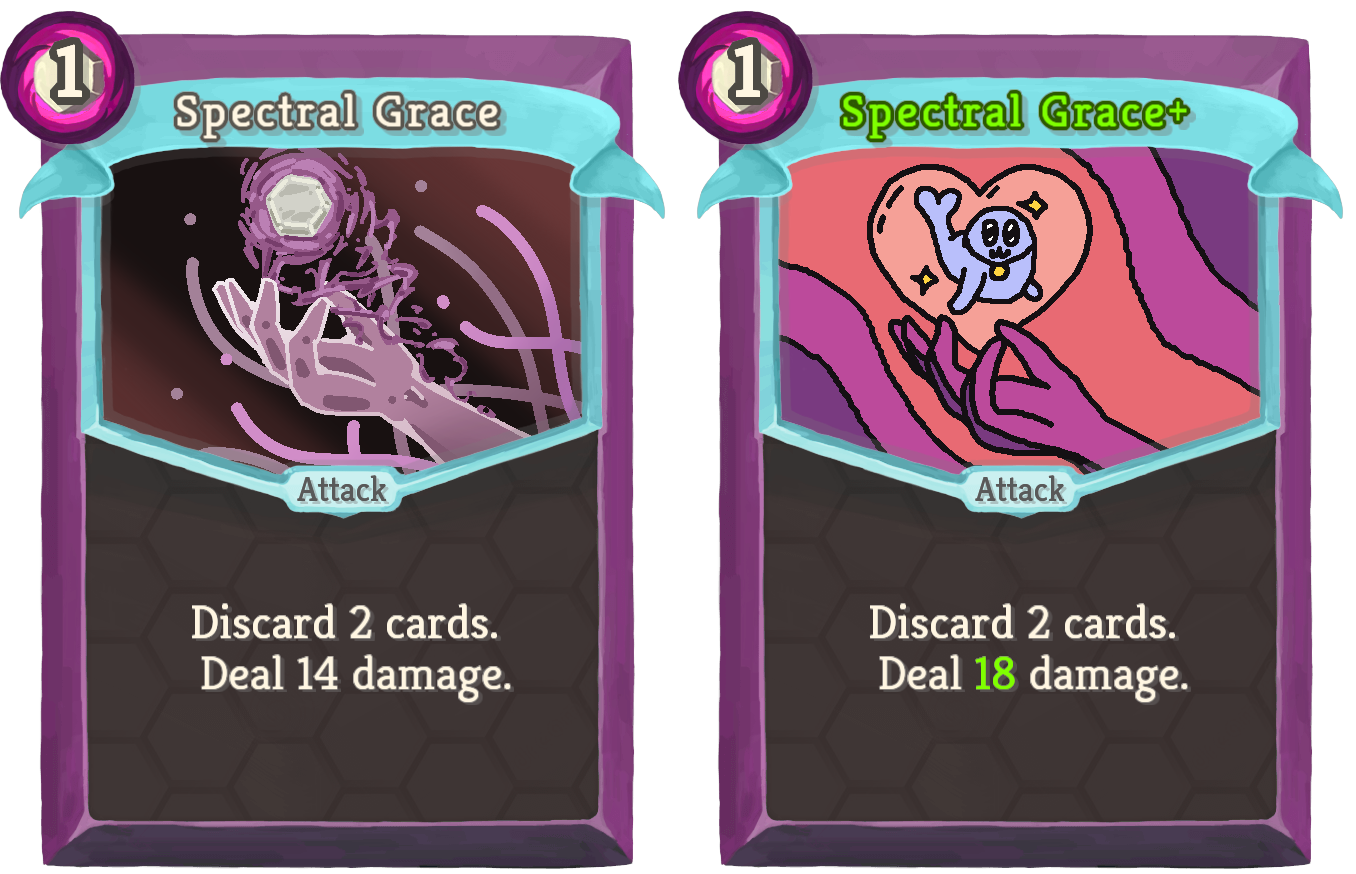 1
Spectral Grace
Attack
Discard 2 cards.
Deal 14 damage.
1
Spectral Grace+
Attack
Discard 2 cards.
Deal 18 damage.